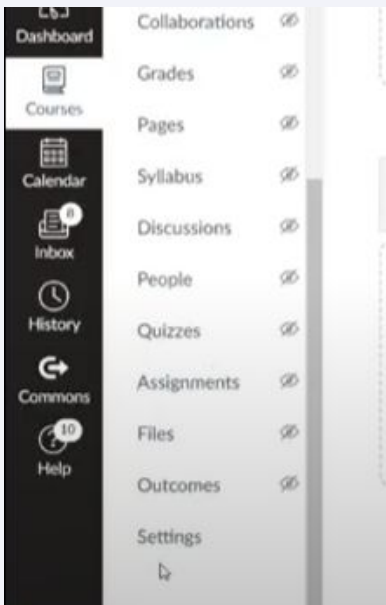 Dashboard
Courses
Calendar
8
Inbox
History
Commons
10
Help
Collaborations
Grades
Pages
Syllabus
Discussions
People
Quizzes
Assignments
Files
Outcomes
Settings